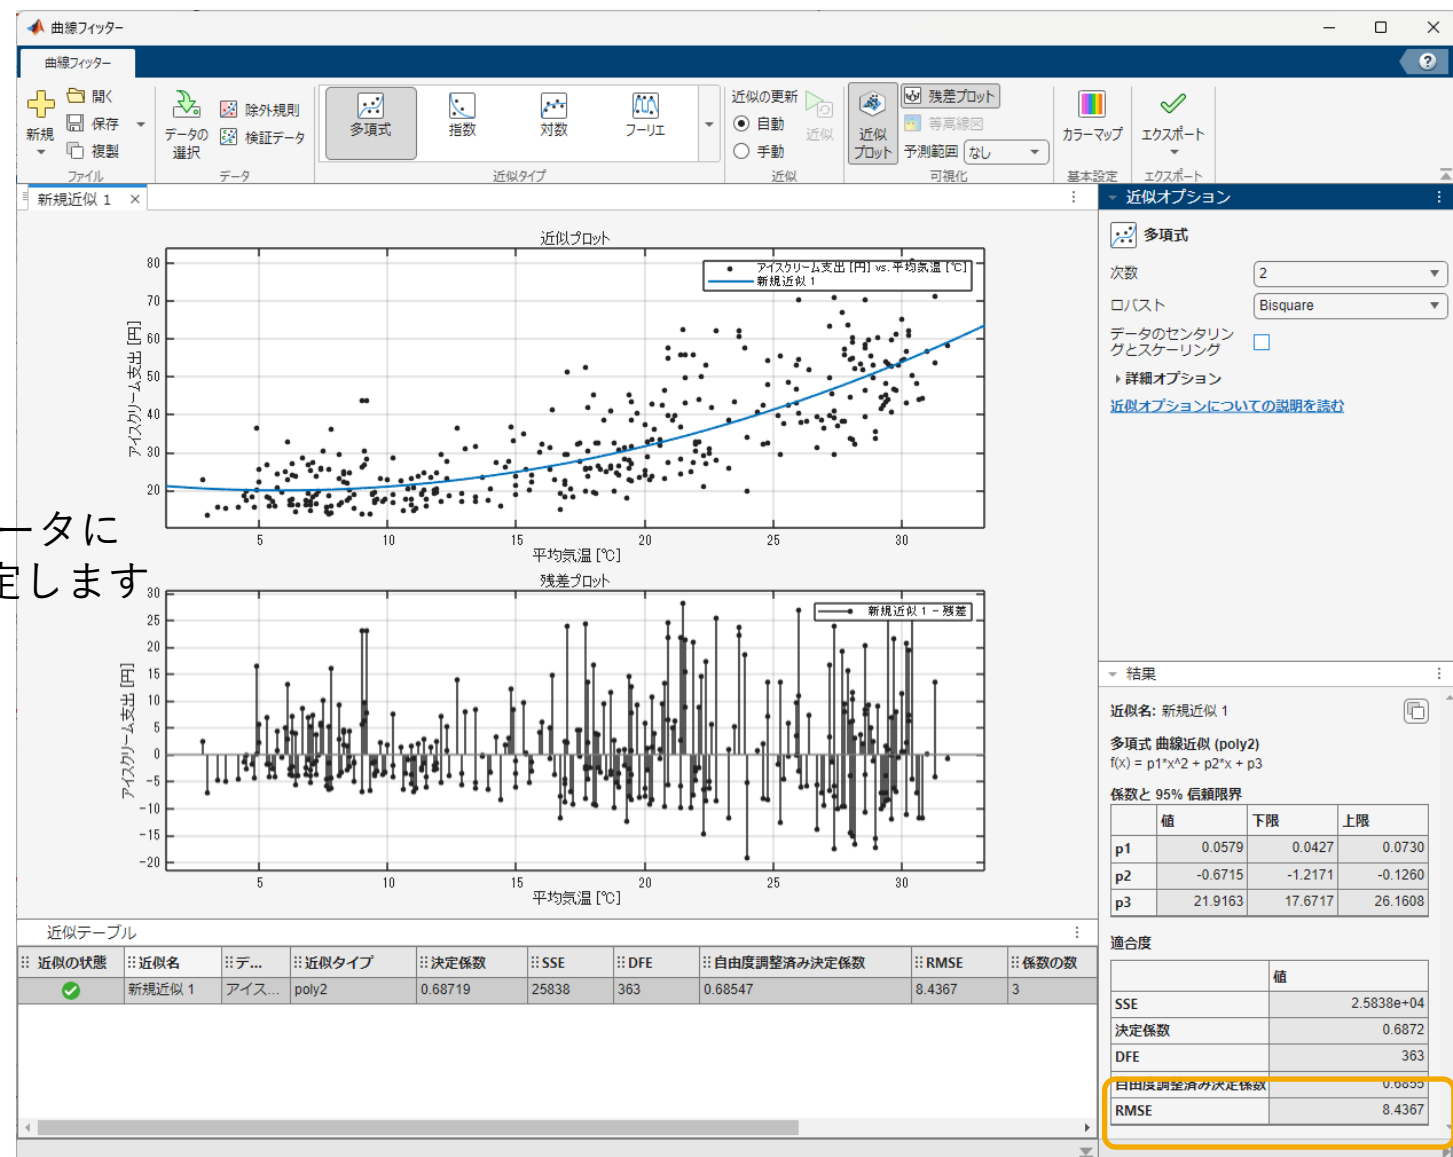 曲線フィッター
曲線フィッター
?
新規
開く
保存
複製
ファイル
データの
選択
除外規則
検証データ
データ
多項式
指数
対数
フーリエ
近似タイプ
近似の更新
自動
手動
近似
近似
近似
プロット
残差プロット
等高線図
予測範囲 なし
可視化
カラーマップ
基本設定
エクスポート
エクスポート
新規近似 1 ×
近似プロット
アイスクリーム支出 [円] vs. 平均気温 [℃]
新規近似 1
アイスクリーム支出 [円]
80
70
60
50
40
30
20
5 10 15 20 25 30
平均気温 [℃]
ータに
定します
残差プロット
新規近似 1 - 残差
アイスクリーム支出 [円]
30
25
20
15
10
5
0
-5
-10
-15
-20
5 10 15 20 25 30
平均気温 [℃]
近似テーブル
近似の状態 近似名 デ... 近似タイプ 決定係数 SSE DFE 自由度調整済み決定係数 RMSE 係数の数
新規近似 1 アイス... poly2 0.68719 25838 363 0.68547 8.4367 3
近似オプション
多項式
次数 2
ロバスト Bisquare
データのセンタリン
グとスケーリング
詳細オプション
近似オプションについての説明を読む
結果
近似名: 新規近似 1
多項式 曲線近似 (poly2)
f(x) = p1*x^2 + p2*x + p3
係数と 95% 信頼限界
値 下限 上限
p1 0.0579 0.0427 0.0730
p2 -0.6715 -1.2171 -0.1260
p3 21.9163 17.6717 26.1608
適合度
値
SSE 2.5838e+04
決定係数 0.6872
DFE 363
自由度調整済み決定係数 0.6855
RMSE 8.4367